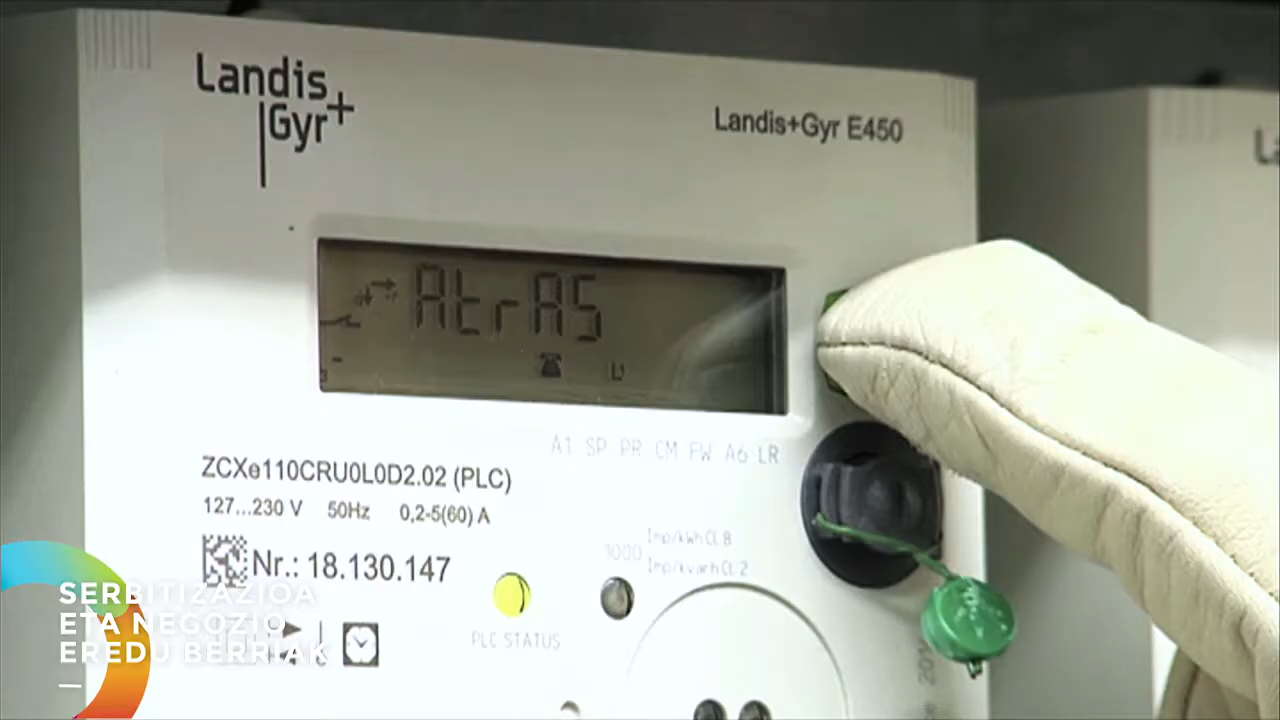 Landis
Gyr+
Landis+Gyr E450
AtrAS
L1
A1 SP PR CM FW A6 LR
ZCXe110CRU0L0D2.02 (PLC)
127...230 V 50Hz 0,2-5(60) A
Imp/kWh Cl.B
1000
Imp/kvarh Cl.2
Nr.: 18.130.147
PLC STATUS
SERBITIZAZIOA
ETA NEGOZIO
EREDU BERRIAK